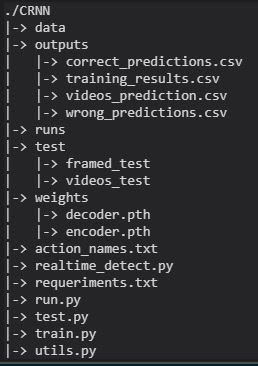 ./CRNN
|-> data
|-> outputs
|   |-> correct_predictions.csv
|   |-> training_results.csv
|   |-> videos_prediction.csv
|   |-> wrong_predictions.csv
|-> runs
|-> test
|   |-> framed_test
|   |-> videos_test
|-> weights
|   |-> decoder.pth
|   |-> encoder.pth
|-> action_names.txt
|-> realtime_detect.py
|-> requeriments.txt
|-> run.py
|-> test.py
|-> train.py
|-> utils.py